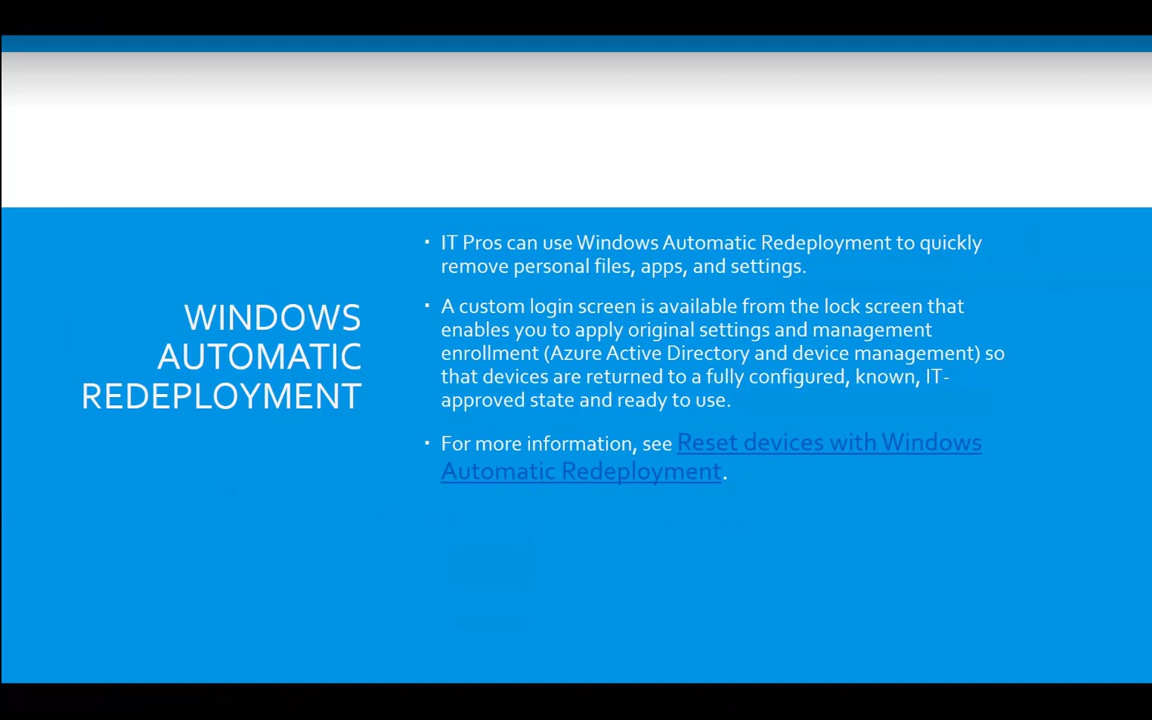 WINDOWS
AUTOMATIC
REDEPLOYMENT
▪ IT Pros can use Windows Automatic Redeployment to quickly
remove personal files, apps, and settings.
▪ A custom login screen is available from the lock screen that
enables you to apply original settings and management
enrollment (Azure Active Directory and device management) so
that devices are returned to a fully configured, known, IT-
approved state and ready to use.
▪ For more information, see Reset devices with Windows
Automatic Redeployment.